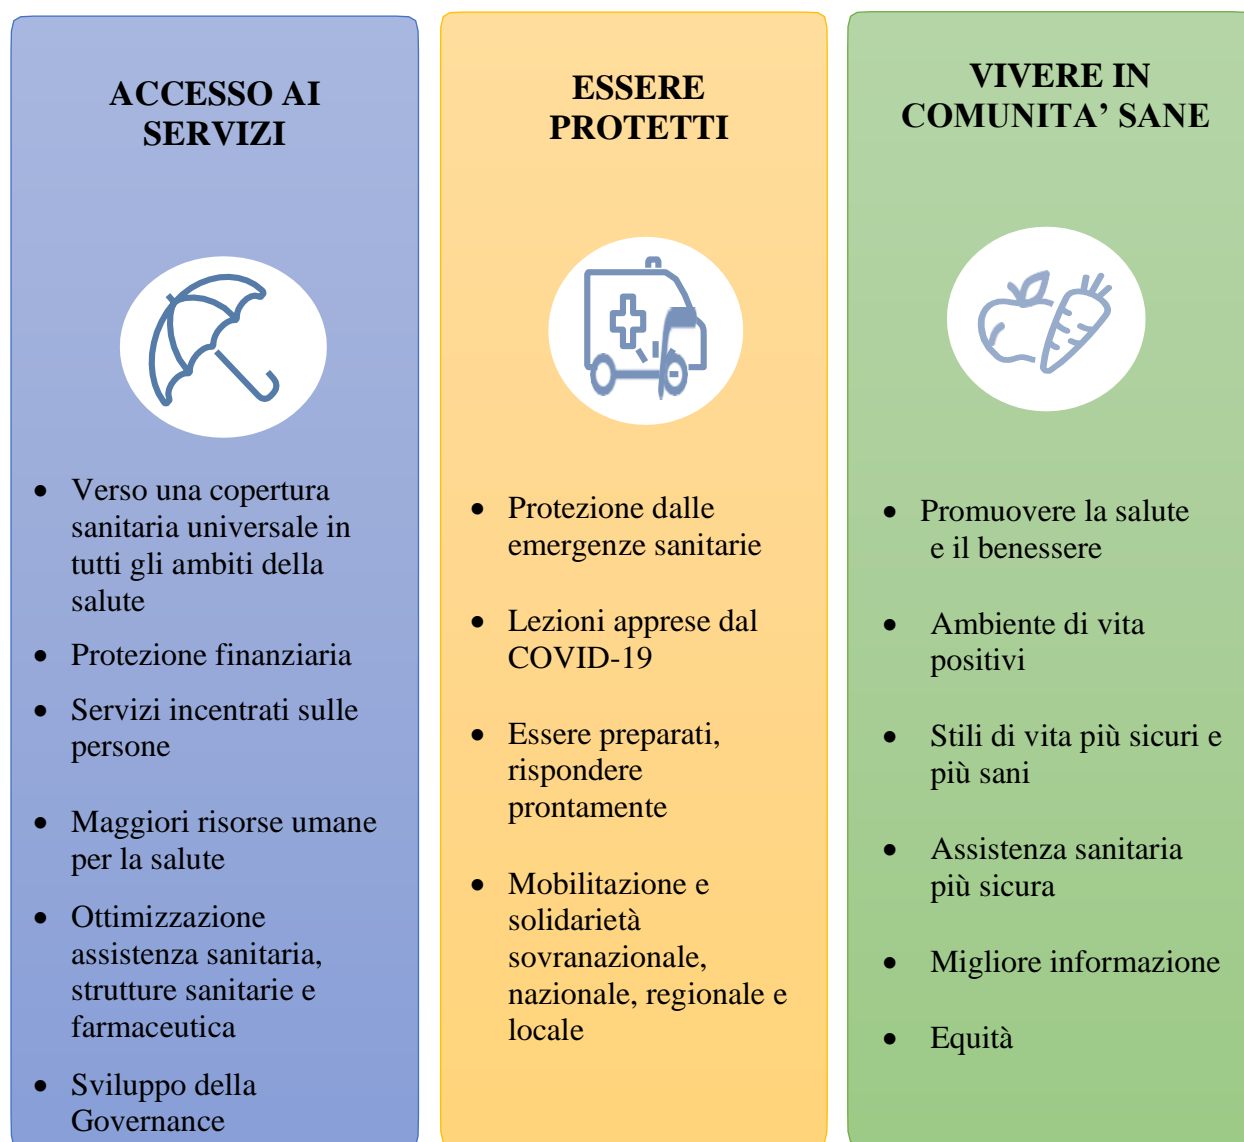 ACCESSO AI
SERVIZI
• Verso una copertura
sanitaria universale in
tutti gli ambiti della
salute
• Protezione finanziaria
• Servizi incentrati sulle
persone
• Maggiori risorse umane
per la salute
• Ottimizzazione
assistenza sanitaria,
strutture sanitarie e
farmaceutica
• Sviluppo della
Governance
ESSERE
PROTETTI
• Protezione dalle
emergenze sanitarie
• Lezioni apprese dal
COVID-19
• Essere preparati,
rispondere
prontamente
• Mobilitazione e
solidarietà
sovranazionale,
nazionale, regionale e
locale
VIVERE IN
COMUNITA’ SANE
• Promuovere la salute
e il benessere
• Ambiente di vita
positivi
• Stili di vita più sicuri e
più sani
• Assistenza sanitaria
più sicura
• Migliore informazione
• Equità